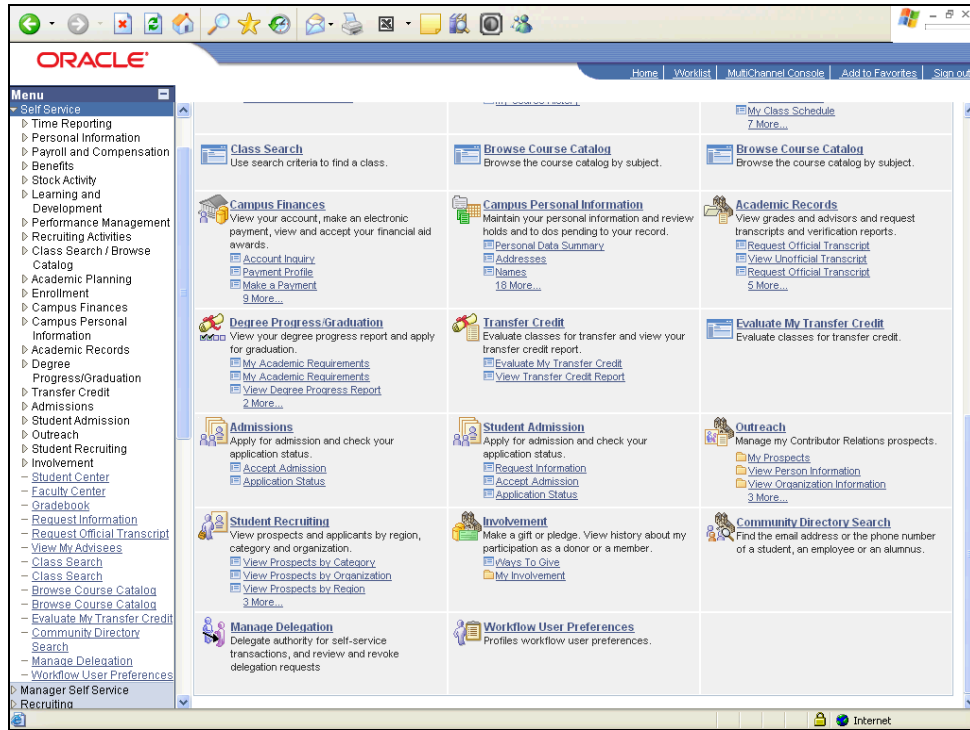 ORACLE
Home | Worklist | MultiChannel Console | Add to Favorites | Sign out
Menu
Self Service
Time Reporting
Personal Information
Payroll and Compensation
Benefits
Stock Activity
Learning and
Development
Performance Management
Recruiting Activities
Class Search / Browse
Catalog
Academic Planning
Enrollment
Campus Finances
Campus Personal
Information
Academic Records
Degree
Progress/Graduation
Transfer Credit
Admissions
Student Admission
Outreach
Student Recruiting
Involvement
– Student Center
– Faculty Center
– Gradebook
– Request Information
– Request Official Transcript
– View My Advisees
– Class Search
– Class Search
– Browse Course Catalog
– Browse Course Catalog
– Evaluate My Transfer Credit
– Community Directory
Search
– Manage Delegation
– Workflow User Preferences
Manager Self Service
Recruiting
My Course History
My Class Schedule
7 More...
Class Search
Use search criteria to find a class.
Browse Course Catalog
Browse the course catalog by subject.
Browse Course Catalog
Browse the course catalog by subject.
Campus Finances
View your account, make an electronic
payment, view and accept your financial aid
awards.
Account Inquiry
Payment Profile
Make a Payment
9 More...
Campus Personal Information
Maintain your personal information and review
holds and to dos pending to your record.
Personal Data Summary
Addresses
Names
18 More...
Academic Records
View grades and advisors and request
transcripts and verification reports.
Request Official Transcript
View Unofficial Transcript
Request Official Transcript
5 More...
Degree Progress/Graduation
View your degree progress report and apply
for graduation.
My Academic Requirements
My Academic Requirements
View Degree Progress Report
2 More...
Transfer Credit
Evaluate classes for transfer and view your
transfer credit report.
Evaluate My Transfer Credit
View Transfer Credit Report
Evaluate My Transfer Credit
Evaluate classes for transfer credit.
Admissions
Apply for admission and check your
application status.
Accept Admission
Application Status
Student Admission
Apply for admission and check your
application status.
Request Information
Accept Admission
Application Status
Outreach
Manage my Contributor Relations prospects.
My Prospects
View Person Information
View Organization Information
3 More...
Student Recruiting
View prospects and applicants by region,
category and organization.
View Prospects by Category
View Prospects by Organization
View Prospects by Region
3 More...
Involvement
Make a gift or pledge. View history about my
participation as a donor or a member.
Ways To Give
My Involvement
Community Directory Search
Find the email address or the phone number
of a student, an employee or an alumnus.
Manage Delegation
Delegate authority for self-service
transactions, and review and revoke
delegation requests
Workflow User Preferences
Profiles workflow user preferences.
Internet